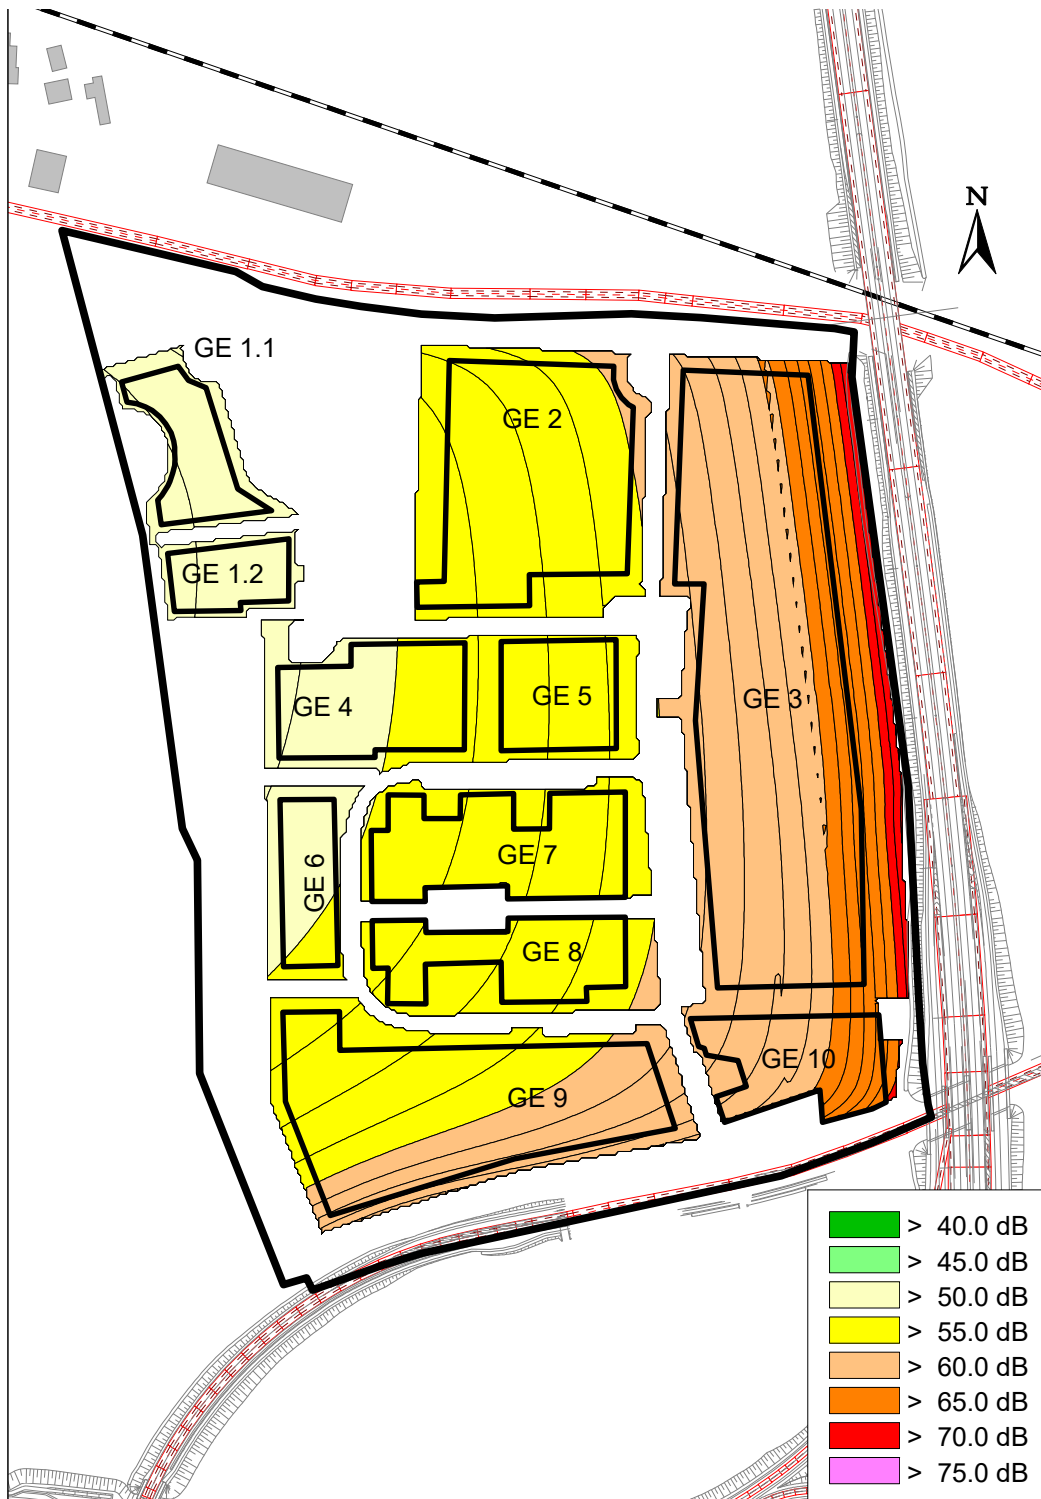 N
GE 1.1
GE 2
GE 1.2
GE 4
GE 5
GE 3
GE 6
GE 7
GE 8
GE 10
GE 9
> 40.0 dB
> 45.0 dB
> 50.0 dB
> 55.0 dB
> 60.0 dB
> 65.0 dB
> 70.0 dB
> 75.0 dB